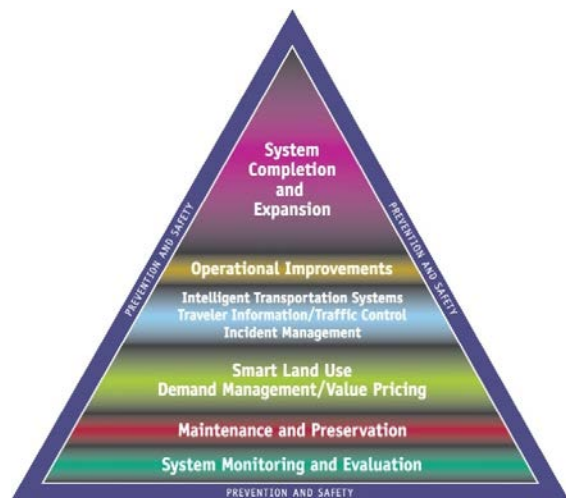 System
Completion
and
Expansion
Operational Improvements
Intelligent Transportation Systems
Traveler Information/Traffic Control
Incident Management
Smart Land Use
Demand Management/Value Pricing
Maintenance and Preservation
System Monitoring and Evaluation
PREVENTION AND SAFETY
PREVENTION AND SAFETY
PREVENTION AND SAFETY